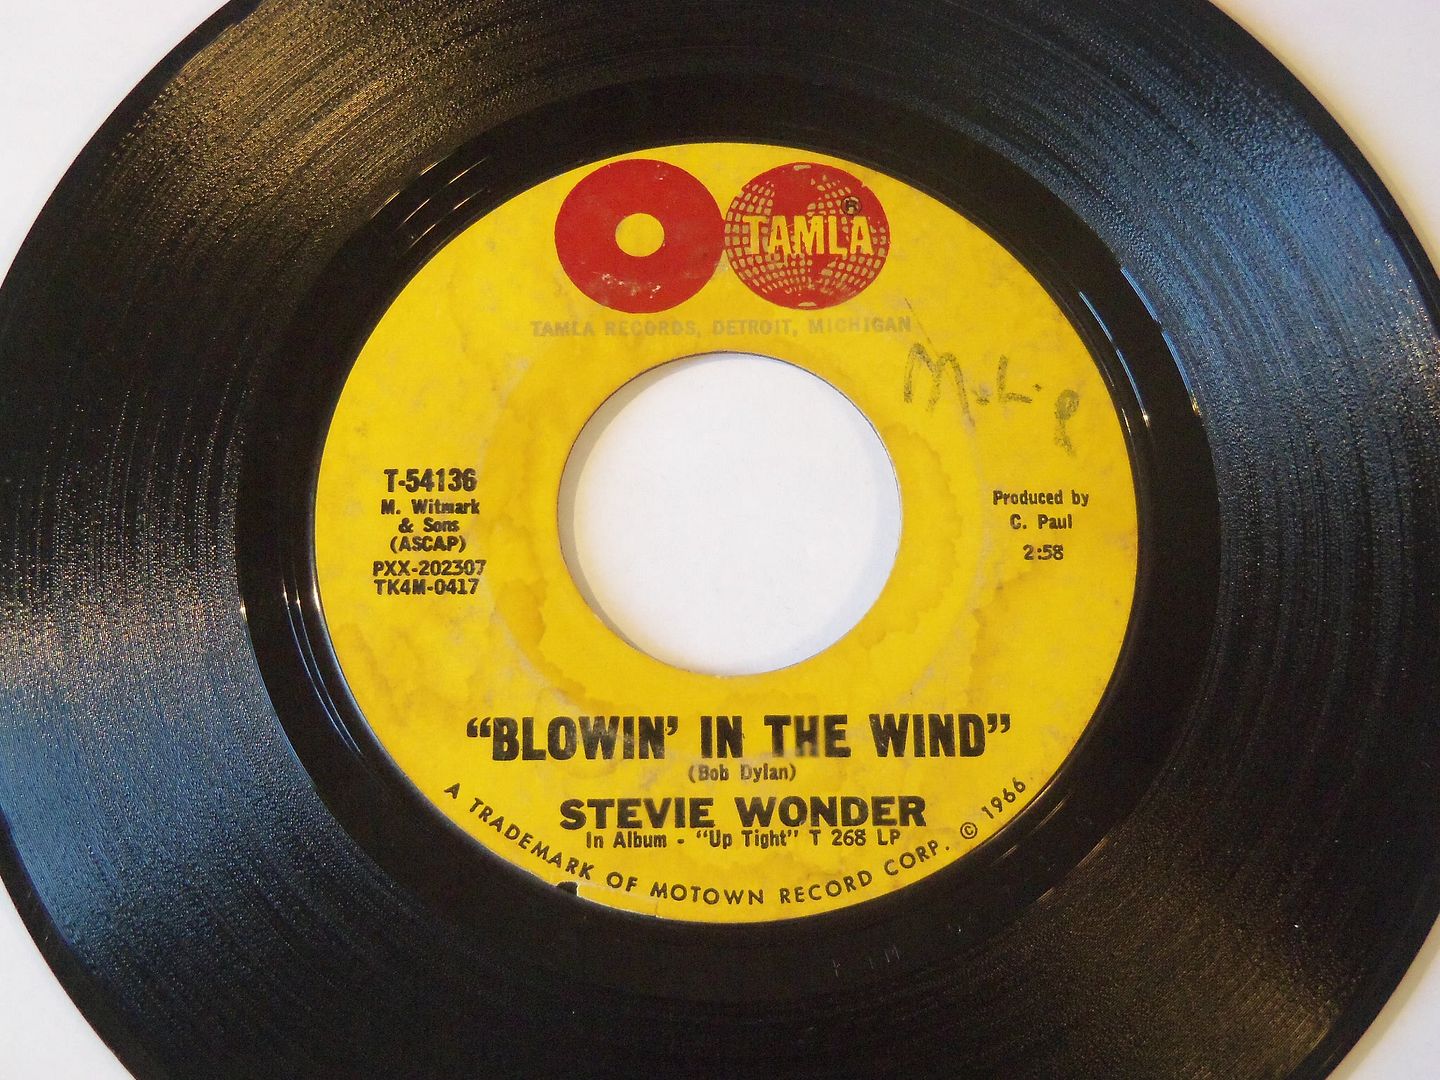 TAMLA®
TAMLA RECORDS, DETROIT, MICHIGAN
M.L.P
T-54136
M. Witmark
& Sons
(ASCAP)
PXX-202307
TK4M-0417
Produced by
C. Paul
2:58
“BLOWIN’ IN THE WIND”
(Bob Dylan)
STEVIE WONDER
In Album - “Up Tight” T 268 LP
A TRADEMARK OF MOTOWN RECORD CORP. © 1966